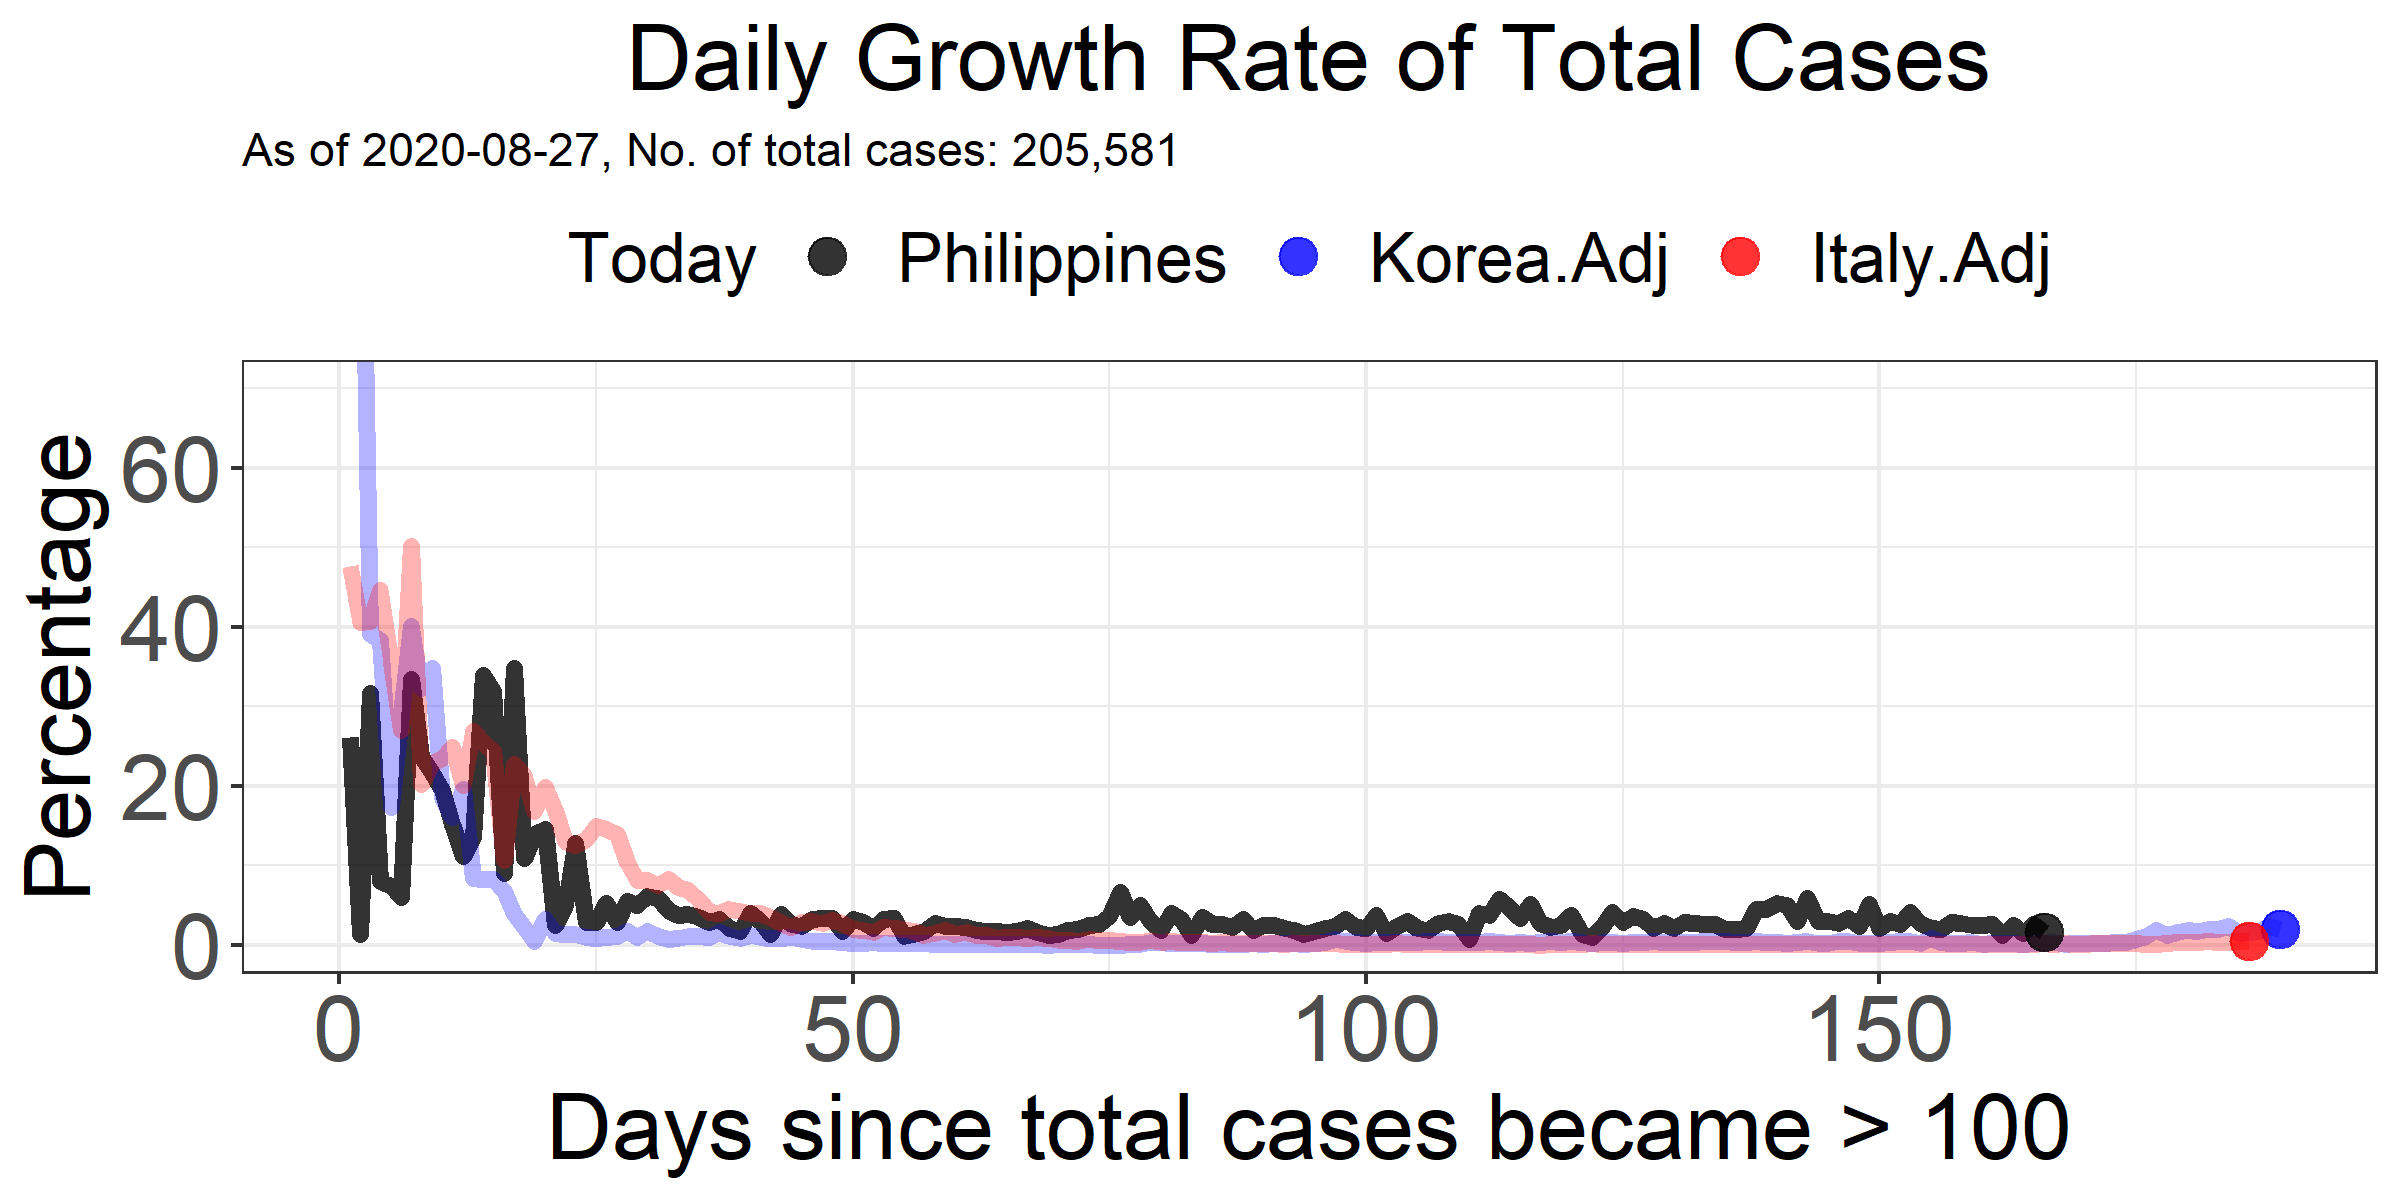 Daily Growth Rate of Total Cases
As of 2020-08-27, No. of total cases: 205,581
Today Philippines Korea.Adj Italy.Adj
Percentage
60
40
20
0
0 50 100 150
Days since total cases became > 100